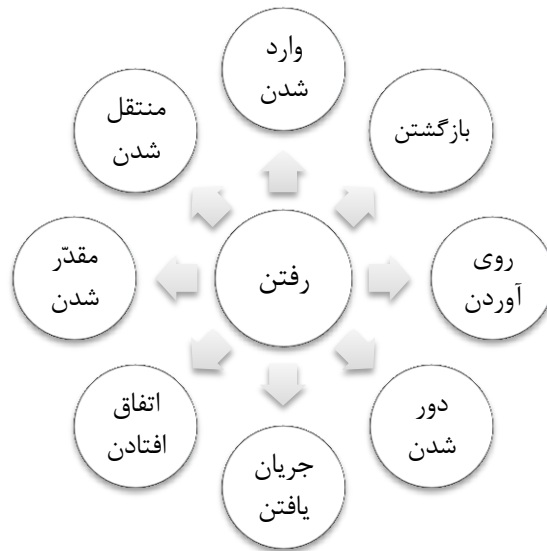 وارد
شدن
بازگشتن
روی
آوردن
دور
شدن
جریان
یافتن
اتفاق
افتادن
مقدّر
شدن
منتقل
شدن
رفتن